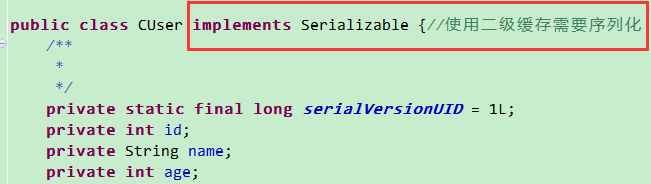 public class CUser implements Serializable {//使用二级缓存需要序列化
/**
*
*/
private static final long serialVersionUID = 1L;
private int id;
private String name;
private int age;